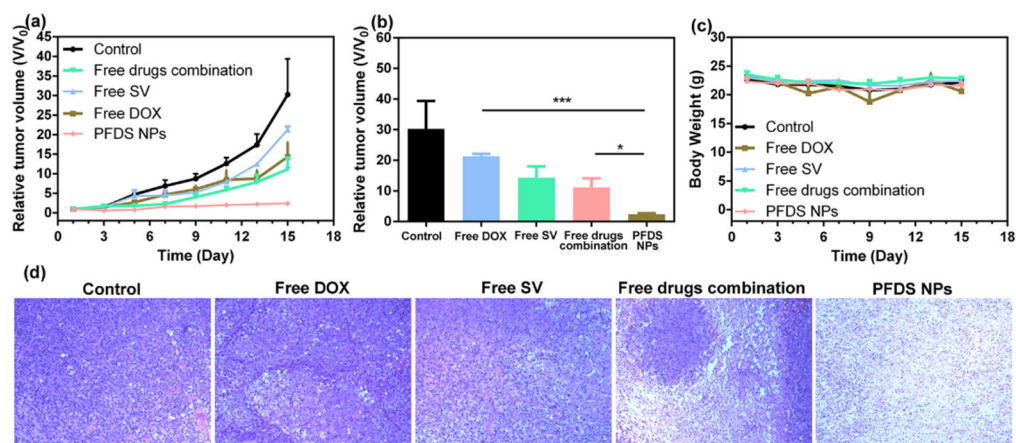 (a)
Relative tumor volume (V/V0)
45
40
35
30
25
20
15
10
5
0
Control
Free drugs combination
Free SV
Free DOX
PFDS NPs
0 3 6 9 12 15 18
Time (Day)
(b)
Relative tumor volume (V/V0)
60
40
30
20
10
0
***
*
Control Free DOX Free SV Free drugs combination PFDS NPs
(c)
Body Weight (g)
30
25
20
15
10
5
0
Control
Free DOX
Free SV
Free drugs combination
PFDS NPs
0 3 6 9 12 15 18
Time (Day)
(d)
Control Free DOX Free SV Free drugs combination PFDS NPs